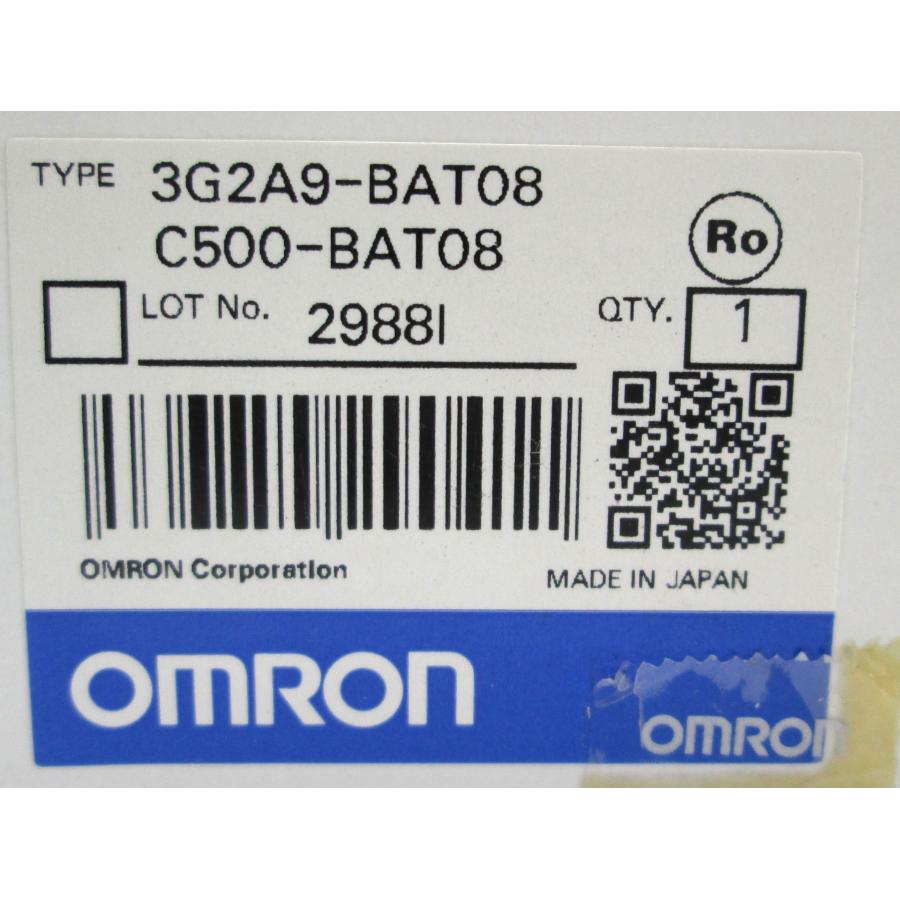 TYPE 3G2A9-BAT08
C500-BAT08
Ro
LOT No. 2988I
QTY. 1
OMRON Corporation
MADE IN JAPAN
OMRON
OMRON